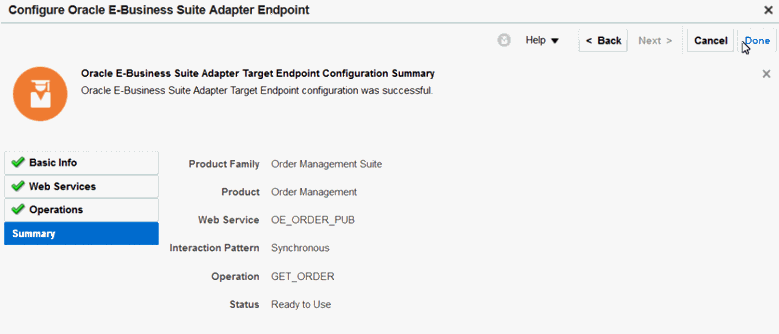 Configure Oracle E-Business Suite Adapter Endpoint
Help
< Back
Next >
Cancel
Done
Oracle E-Business Suite Adapter Target Endpoint Configuration Summary
Oracle E-Business Suite Adapter Target Endpoint configuration was successful.
Basic Info
Web Services
Operations
Summary
Product Family Order Management Suite
Product Order Management
Web Service OE_ORDER_PUB
Interaction Pattern Synchronous
Operation GET_ORDER
Status Ready to Use